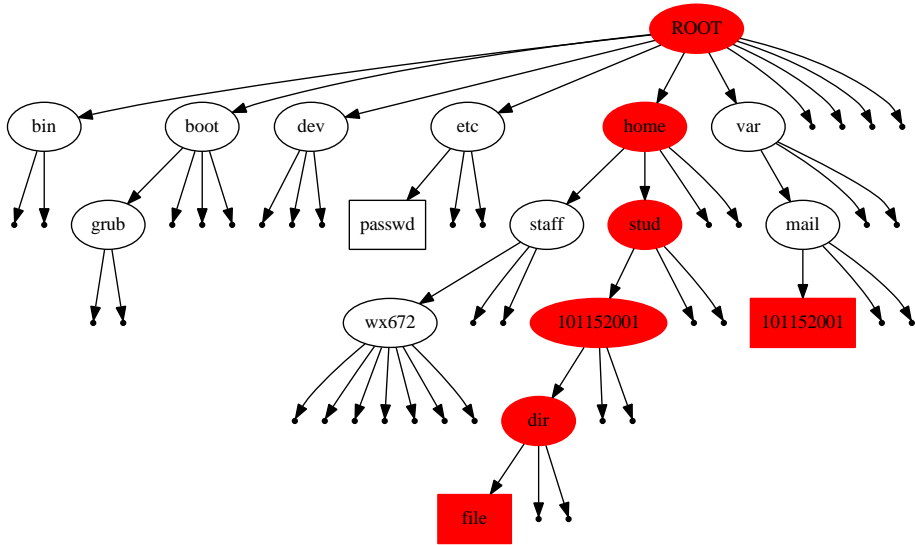 ROOT
bin
boot
dev
etc
home
var
grub
passwd
staff
stud
mail
wx672
101152001
101152001
dir
file